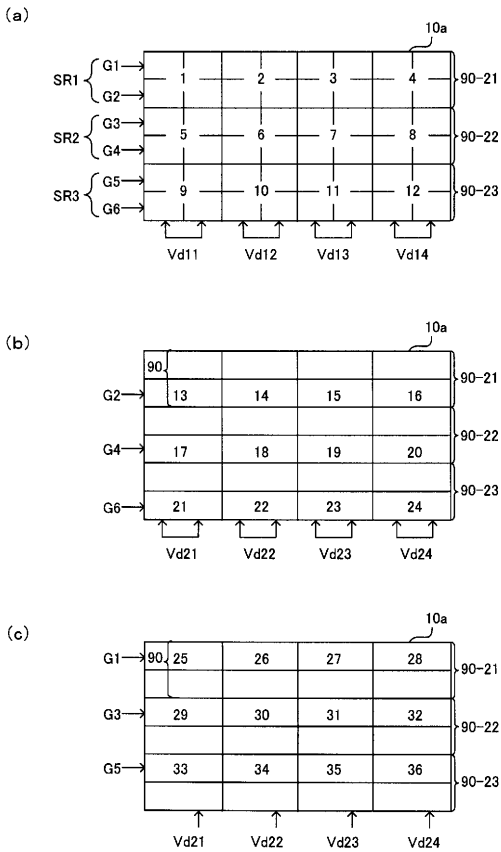 (a)
10a
SR1 G1 1 2 3 4 90-21
G2
SR2 G3 5 6 7 8 90-22
G4
SR3 G5 9 10 11 12 90-23
G6
Vd11 Vd12 Vd13 Vd14
(b)
10a
90 90-21
G2 13 14 15 16
90-22
G4 17 18 19 20
90-23
G6 21 22 23 24
Vd21 Vd22 Vd23 Vd24
(c)
10a
G1 90 25 26 27 28 90-21
G3 29 30 31 32 90-22
G5 33 34 35 36 90-23
Vd21 Vd22 Vd23 Vd24